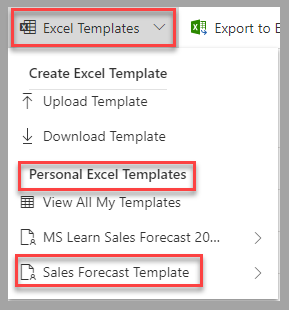 Excel Templates
Export to E
Create Excel Template
Upload Template
Download Template
Personal Excel Templates
View All My Templates
MS Learn Sales Forecast 20...
Sales Forecast Template